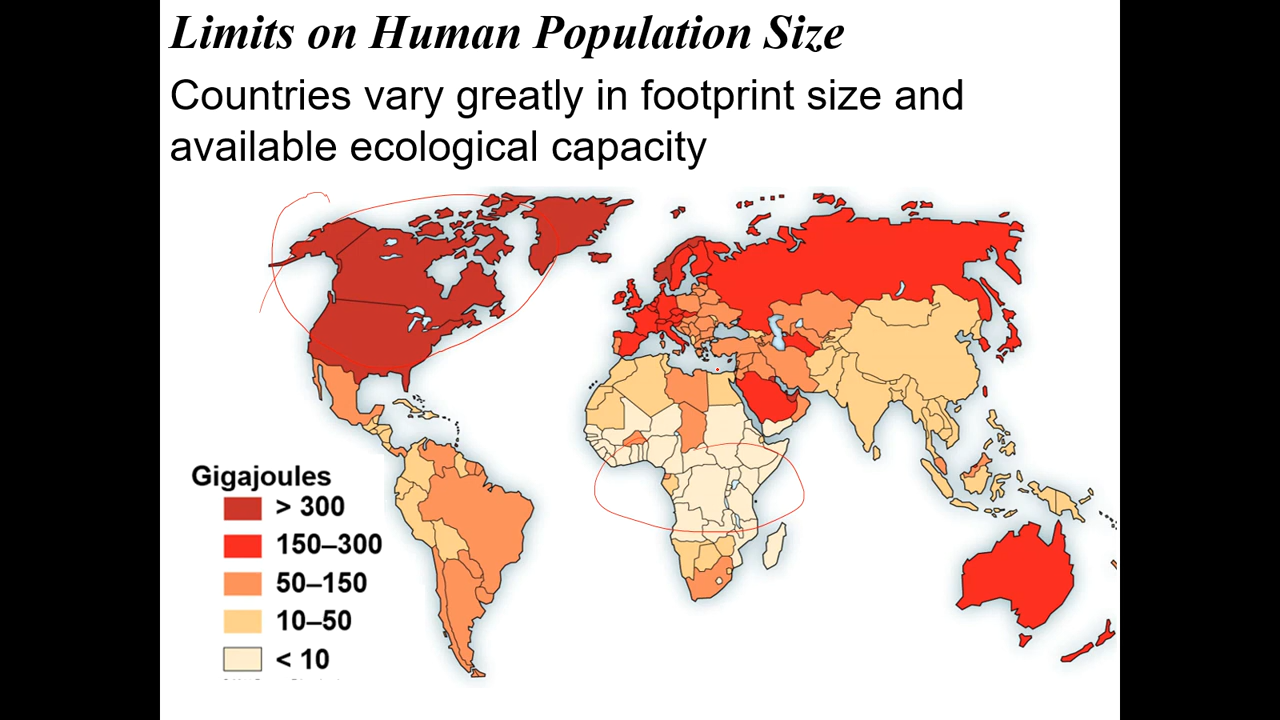 Limits on Human Population Size
Countries vary greatly in footprint size and
available ecological capacity
Gigajoules
> 300
150–300
50–150
10–50
< 10